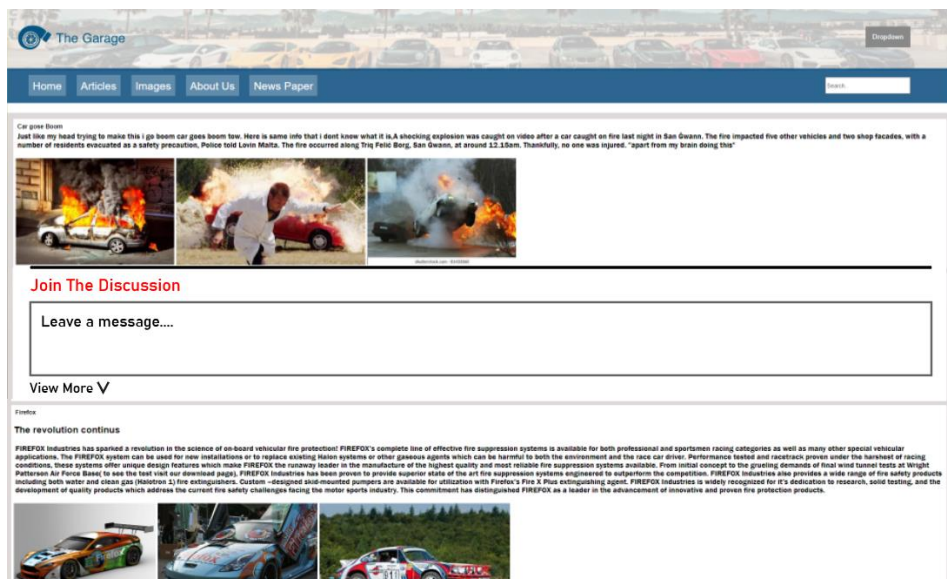 The Garage
Dropdown
Home Articles Images About Us News Paper
Search..
Car gose Boom
Just like my head trying to make this i go boom car goes boom tow. Here is same info that i dont know what it is,A shocking explosion was caught on video after a car caught on fire last night in San Ġwann. The fire impacted five other vehicles and two shop facades, with a
number of residents evacuated as a safety precaution, Police told Lovin Malta. The fire occurred along Triq Feliċ Borg, San Ġwann, at around 12.15am. Thankfully, no one was injured. "apart from my brain doing this"
Join The Discussion
Leave a message....
View More V
Firefox
The revolution continus
FIREFOX Industries has sparked a revolution in the science of on-board vehicular fire protection! FIREFOX's complete line of effective fire suppression systems is available for both professional and sportsmen racing categories as well as many other special vehicular
applications. The FIREFOX system can be used for new installations or to replace existing Halon systems or other gaseous agents which can be harmful to both the environment and the race car driver. Performance tested and racetrack proven under the harshest of racing
conditions, these systems offer unique design features which make FIREFOX the runaway leader in the manufacture of the highest quality and most reliable fire suppression systems available. From initial concept to the grueling demands of final wind tunnel tests at Wright
Patterson Air Force Base( to see the test visit our download page), FIREFOX Industries has been proven to provide superior state of the art fire suppression systems engineered to outperform the competition. FIREFOX Industries also provides a wide range of fire safety products
including both water and clean gas (Halotron 1) fire extinguishers. Custom –designed skid-mounted pumpers are available for utilization with Firefox's Fire X Plus extinguishing agent. FIREFOX Industries is widely recognized for it's dedication to research, solid testing, and the
development of quality products which address the current fire safety challenges facing the motor sports industry. This commitment has distinguished FIREFOX as a leader in the advancement of innovative and proven fire protection products.